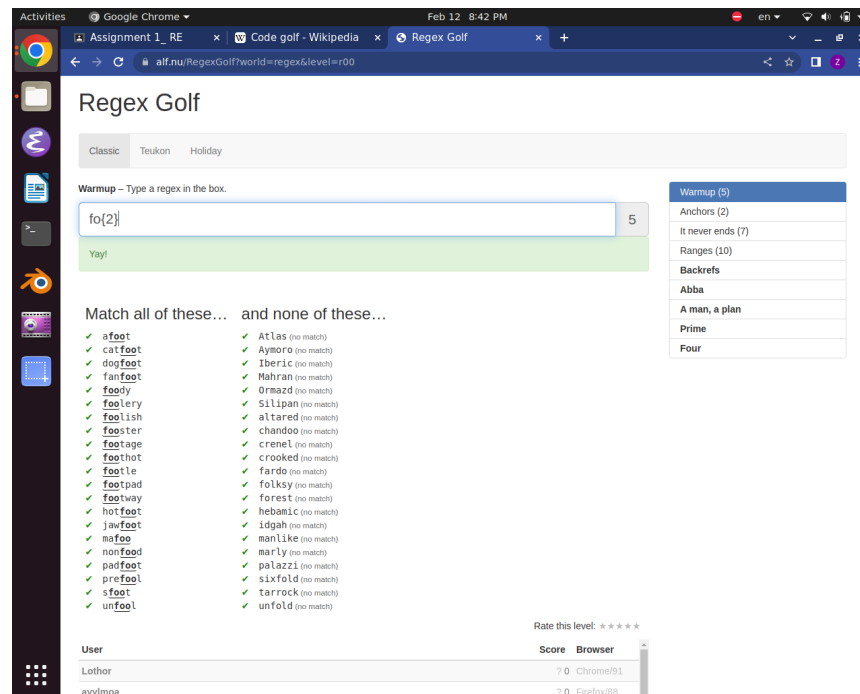 Activities Google Chrome Feb 12 8:42 PM en
Assignment 1_ RE × W Code golf - Wikipedia × Regex Golf × +
alf.nu/RegexGolf?world=regex&level=r00 Z
Regex Golf
Classic Teukon Holiday
Warmup – Type a regex in the box.
fo{2} 5
Yay!
Warmup (5)
Anchors (2)
It never ends (7)
Ranges (10)
Backrefs
Abba
A man, a plan
Prime
Four
Match all of these… and none of these…
afoot Atlas (no match)
catfoot Aymoro (no match)
dogfoot Iberic (no match)
fanfoot Mahran (no match)
foody Ormazd (no match)
foolery Silipan (no match)
foolish altared (no match)
fooster chandoo (no match)
footage crenel (no match)
foothot crooked (no match)
footle fardo (no match)
footpad folksy (no match)
footway forest (no match)
hotfoot hebamic (no match)
jawfoot idgah (no match)
mafoo manlike (no match)
nonfood marly (no match)
padfoot palazzi (no match)
prefool sixfold (no match)
sfoot tarrock (no match)
unfool unfold (no match)
Rate this level: ★★★★★
User Score Browser
Lothor ? 0 Chrome/91
avvlmoa ? 0 Firefox/88